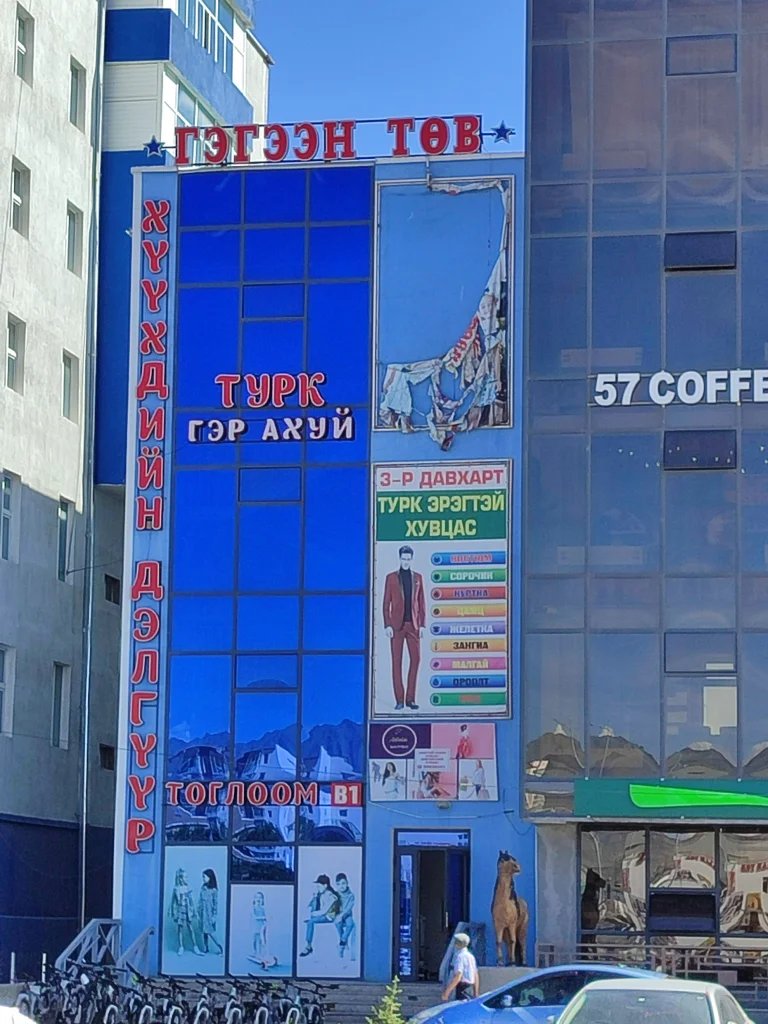 ГЭГЭЭН ТӨВ
ХҮҮХДИЙН ДЭЛГҮҮР
ТУРК
ГЭР АХУЙ
57 COFFE
3-Р ДАВХАРТ
ТУРК ЭРЭГТЭЙ
ХУВЦАС
КОСТЮМ
СОРОЧИК
КУРТКА
ЦАМЦ
ЖЕЛЕТКА
ЗАНГИА
МАЛГАЙ
ОРООЛТ
ТОГЛООМ B1